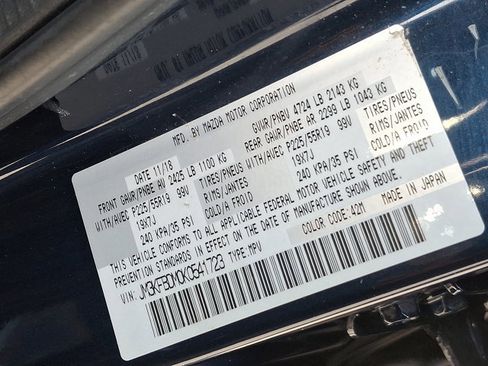 MFG. BY MAZDA MOTOR CORPORATION
DATE 11/18 GVWR/PNBV 4724 LB 2143 KG
FRONT GAWR/PNBE AV 2425 LB 1100 KG REAR GAWR/PNBE AR 2299 LB 1043 KG
WITH/AVEC P225/55R19 99V TIRES/PNEUS WITH/AVEC P225/55R19 99V TIRES/PNEUS
19X7J RIMS/JANTES 19X7J RIMS/JANTES
240 KPA/35 PSI COLD/A FROID 240 KPA/35 PSI COLD/A FROID
THIS VEHICLE CONFORMS TO ALL APPLICABLE FEDERAL MOTOR VEHICLE SAFETY AND THEFT
PREVENTION STANDARDS IN EFFECT ON THE DATE OF MANUFACTURE SHOWN ABOVE.
VIN: JM3KFBDM0K0547723 TYPE: MPV COLOR CODE: 42M MADE IN JAPAN